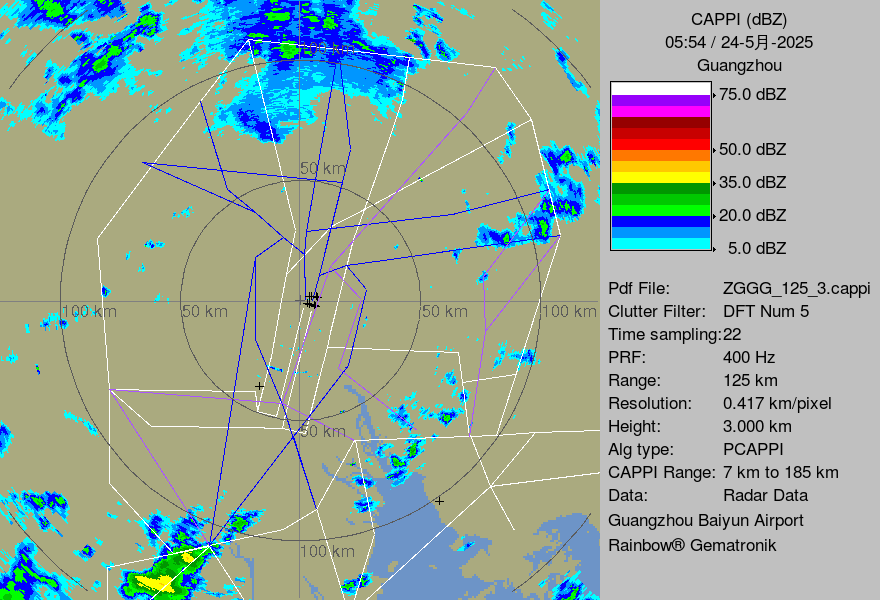 CAPPI (dBZ)
05:54 / 24-5月-2025
Guangzhou
75.0 dBZ
50.0 dBZ
35.0 dBZ
20.0 dBZ
5.0 dBZ
50 km
100 km
50 km
50 km
100 km
50 km
100 km
Pdf File: ZGGG_125_3.cappi
Clutter Filter: DFT Num 5
Time sampling:22
PRF: 400 Hz
Range: 125 km
Resolution: 0.417 km/pixel
Height: 3.000 km
Alg type: PCAPPI
CAPPI Range: 7 km to 185 km
Data: Radar Data
Guangzhou Baiyun Airport
Rainbow® Gematronik